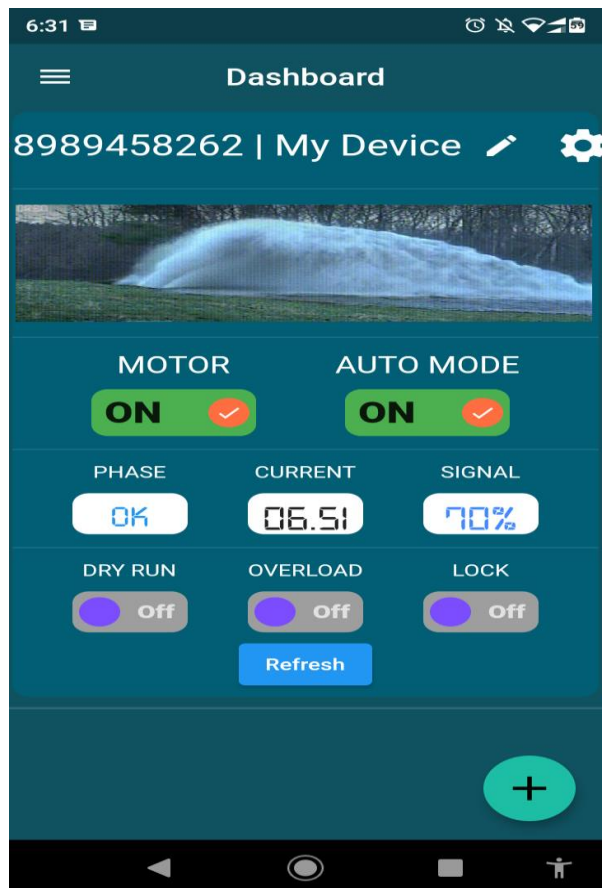 6:31 59
Dashboard
8989458262 | My Device
MOTOR AUTO MODE
ON ON
PHASE CURRENT SIGNAL
OK 06.51 70%
DRY RUN OVERLOAD LOCK
Off Off Off
Refresh
+